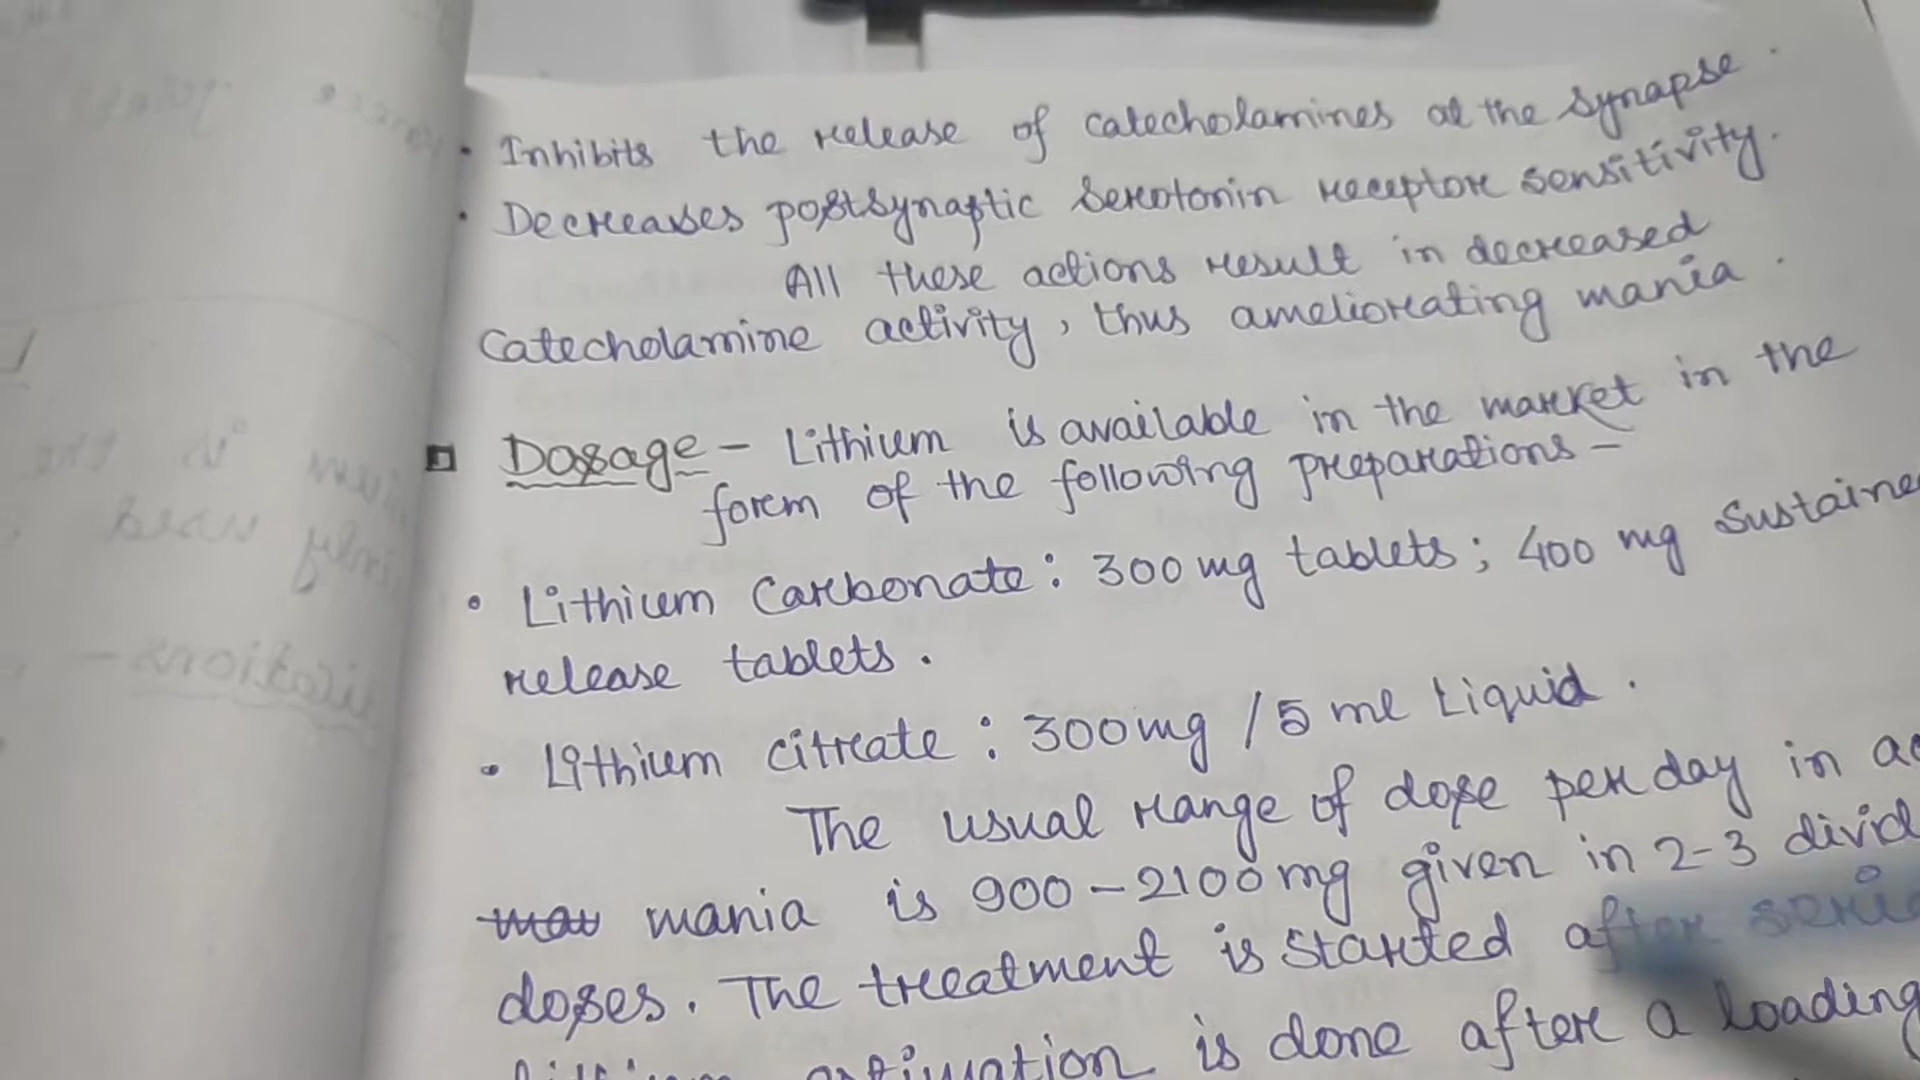 • Inhibits the release of catecholamines at the synapse.
• Decreases postsynaptic serotonin receptor sensitivity.
All these actions result in decreased
Catecholamine activity, thus ameliorating mania.
Dosage - Lithium is available in the market in the
form of the following preparations -
• Lithium Carbonate: 300 mg tablets; 400 mg Sustaine
release tablets.
• Lithium citrate: 300 mg / 5 ml Liquid.
The usual range of dose per day in ac
mania is 900-2100 mg given in 2-3 divid
doses. The treatment is started after
is done after a loading